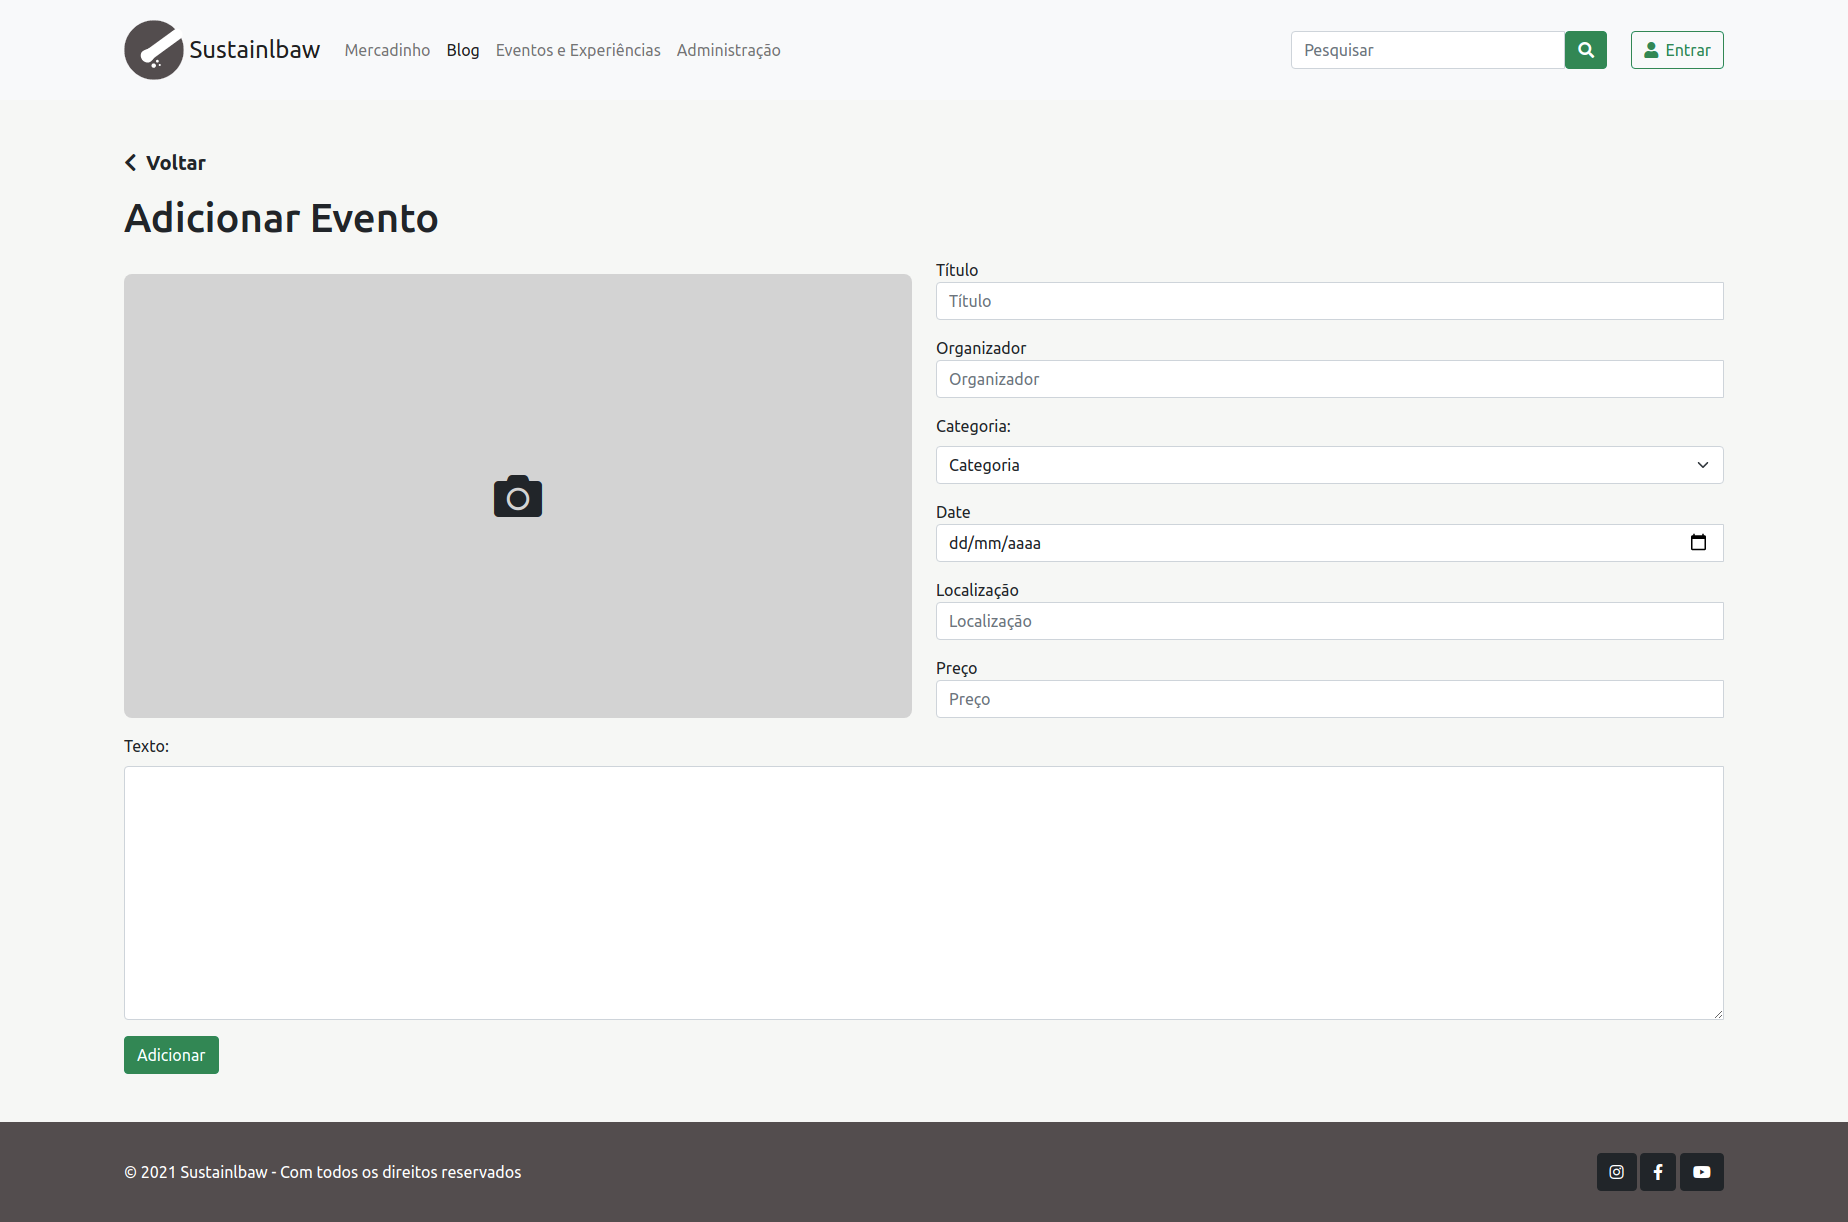 Sustainlbaw Mercadinho Blog Eventos e Experiências Administração Pesquisar Entrar
Voltar
Adicionar Evento
Título
Título
Organizador
Organizador
Categoria:
Categoria
Date
dd/mm/aaaa
Localização
Localização
Preço
Preço
Texto:
Adicionar
© 2021 Sustainlbaw - Com todos os direitos reservados